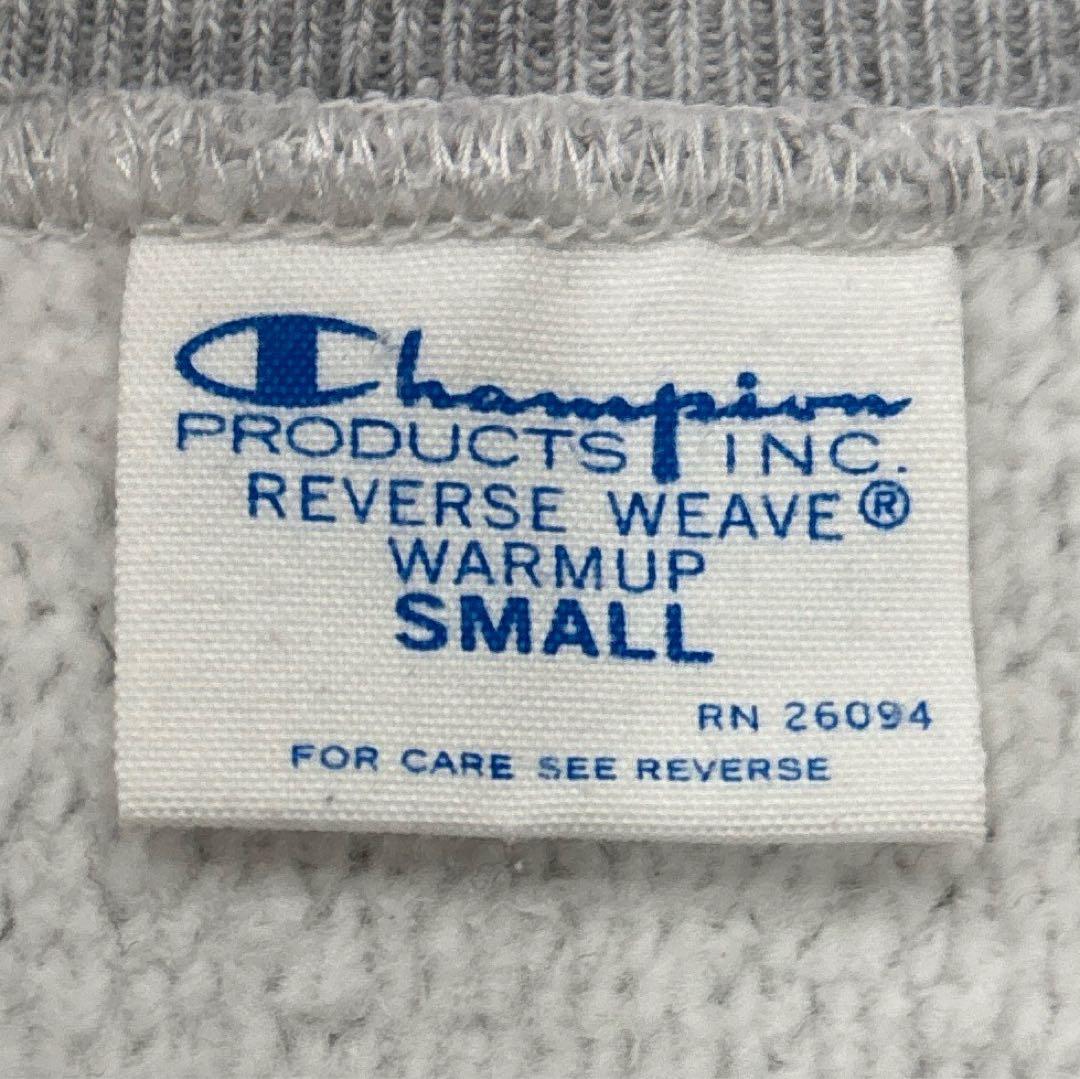 Champion
PRODUCTS INC.
REVERSE WEAVE®
WARMUP
SMALL
RN 26094
FOR CARE SEE REVERSE